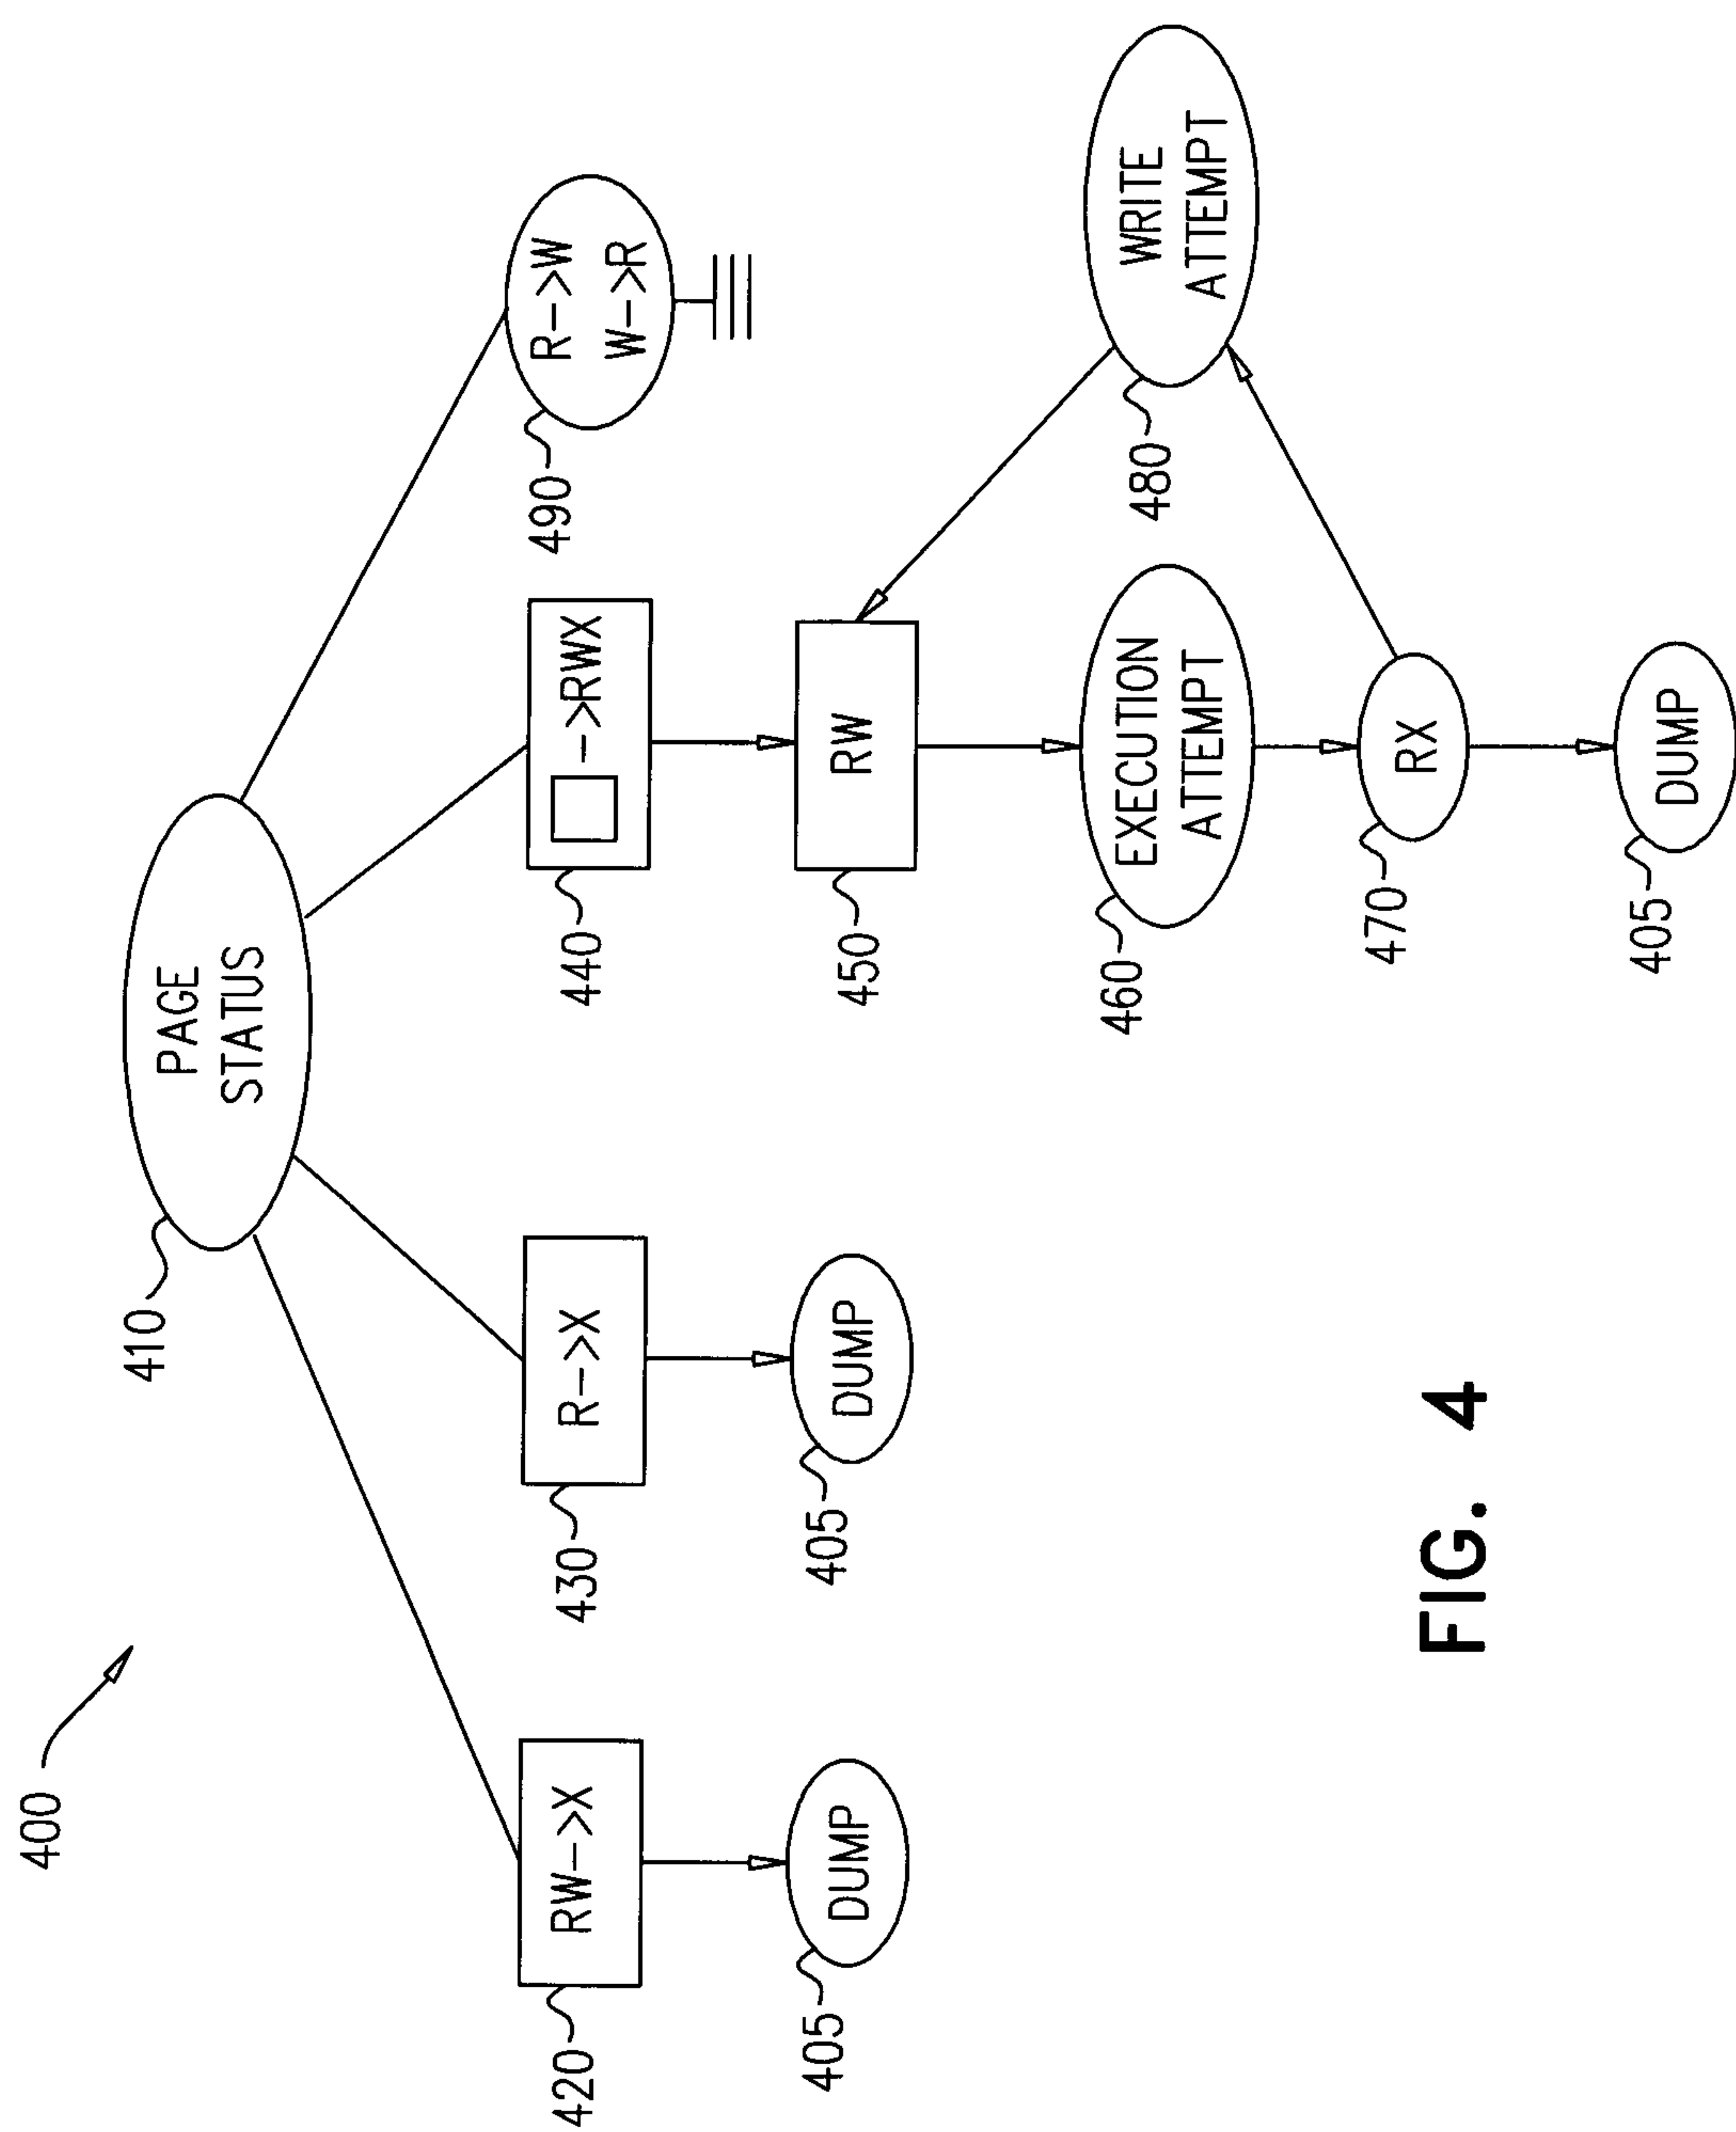 400
410
PAGE
STATUS
420
RW->X
430
R->X
440
->RWX
490
R->W
W->R
405
DUMP
405
DUMP
450
RW
460
EXECUTION
ATTEMPT
480
WRITE
ATTEMPT
470
RX
405
DUMP
FIG. 4